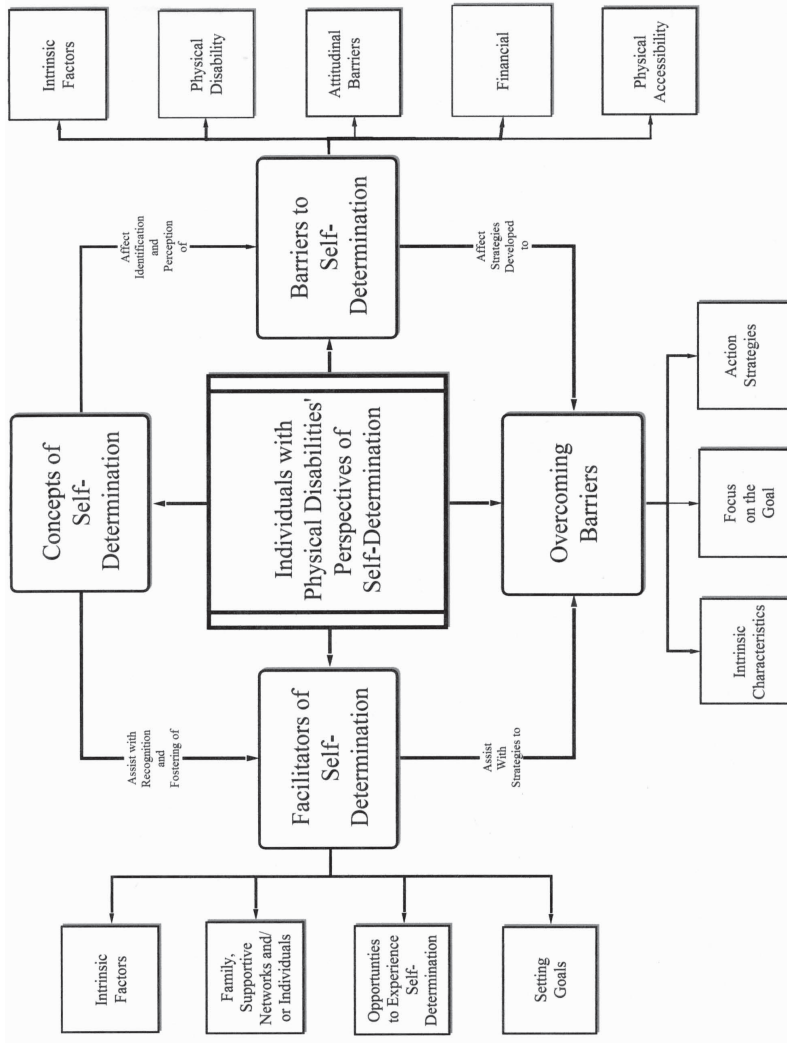 Concepts of
Self-
Determination
Assist with
Recognition
and
Fostering of
Affect
Identification
and
Perception
of
Intrinsic
Factors
Family,
Supportive
Networks and/
or Individuals
Opportunities
to Experience
Self-
Determination
Setting
Goals
Facilitators of
Self-
Determination
Individuals with
Physical Disabilities'
Perspectives of
Self-Determination
Barriers to
Self-
Determination
Intrinsic
Factors
Physical
Disability
Attitudinal
Barriers
Financial
Physical
Accessibility
Assist
With
Strategies to
Affect
Strategies
Developed
to
Overcoming
Barriers
Intrinsic
Characteristics
Focus
on the
Goal
Action
Strategies